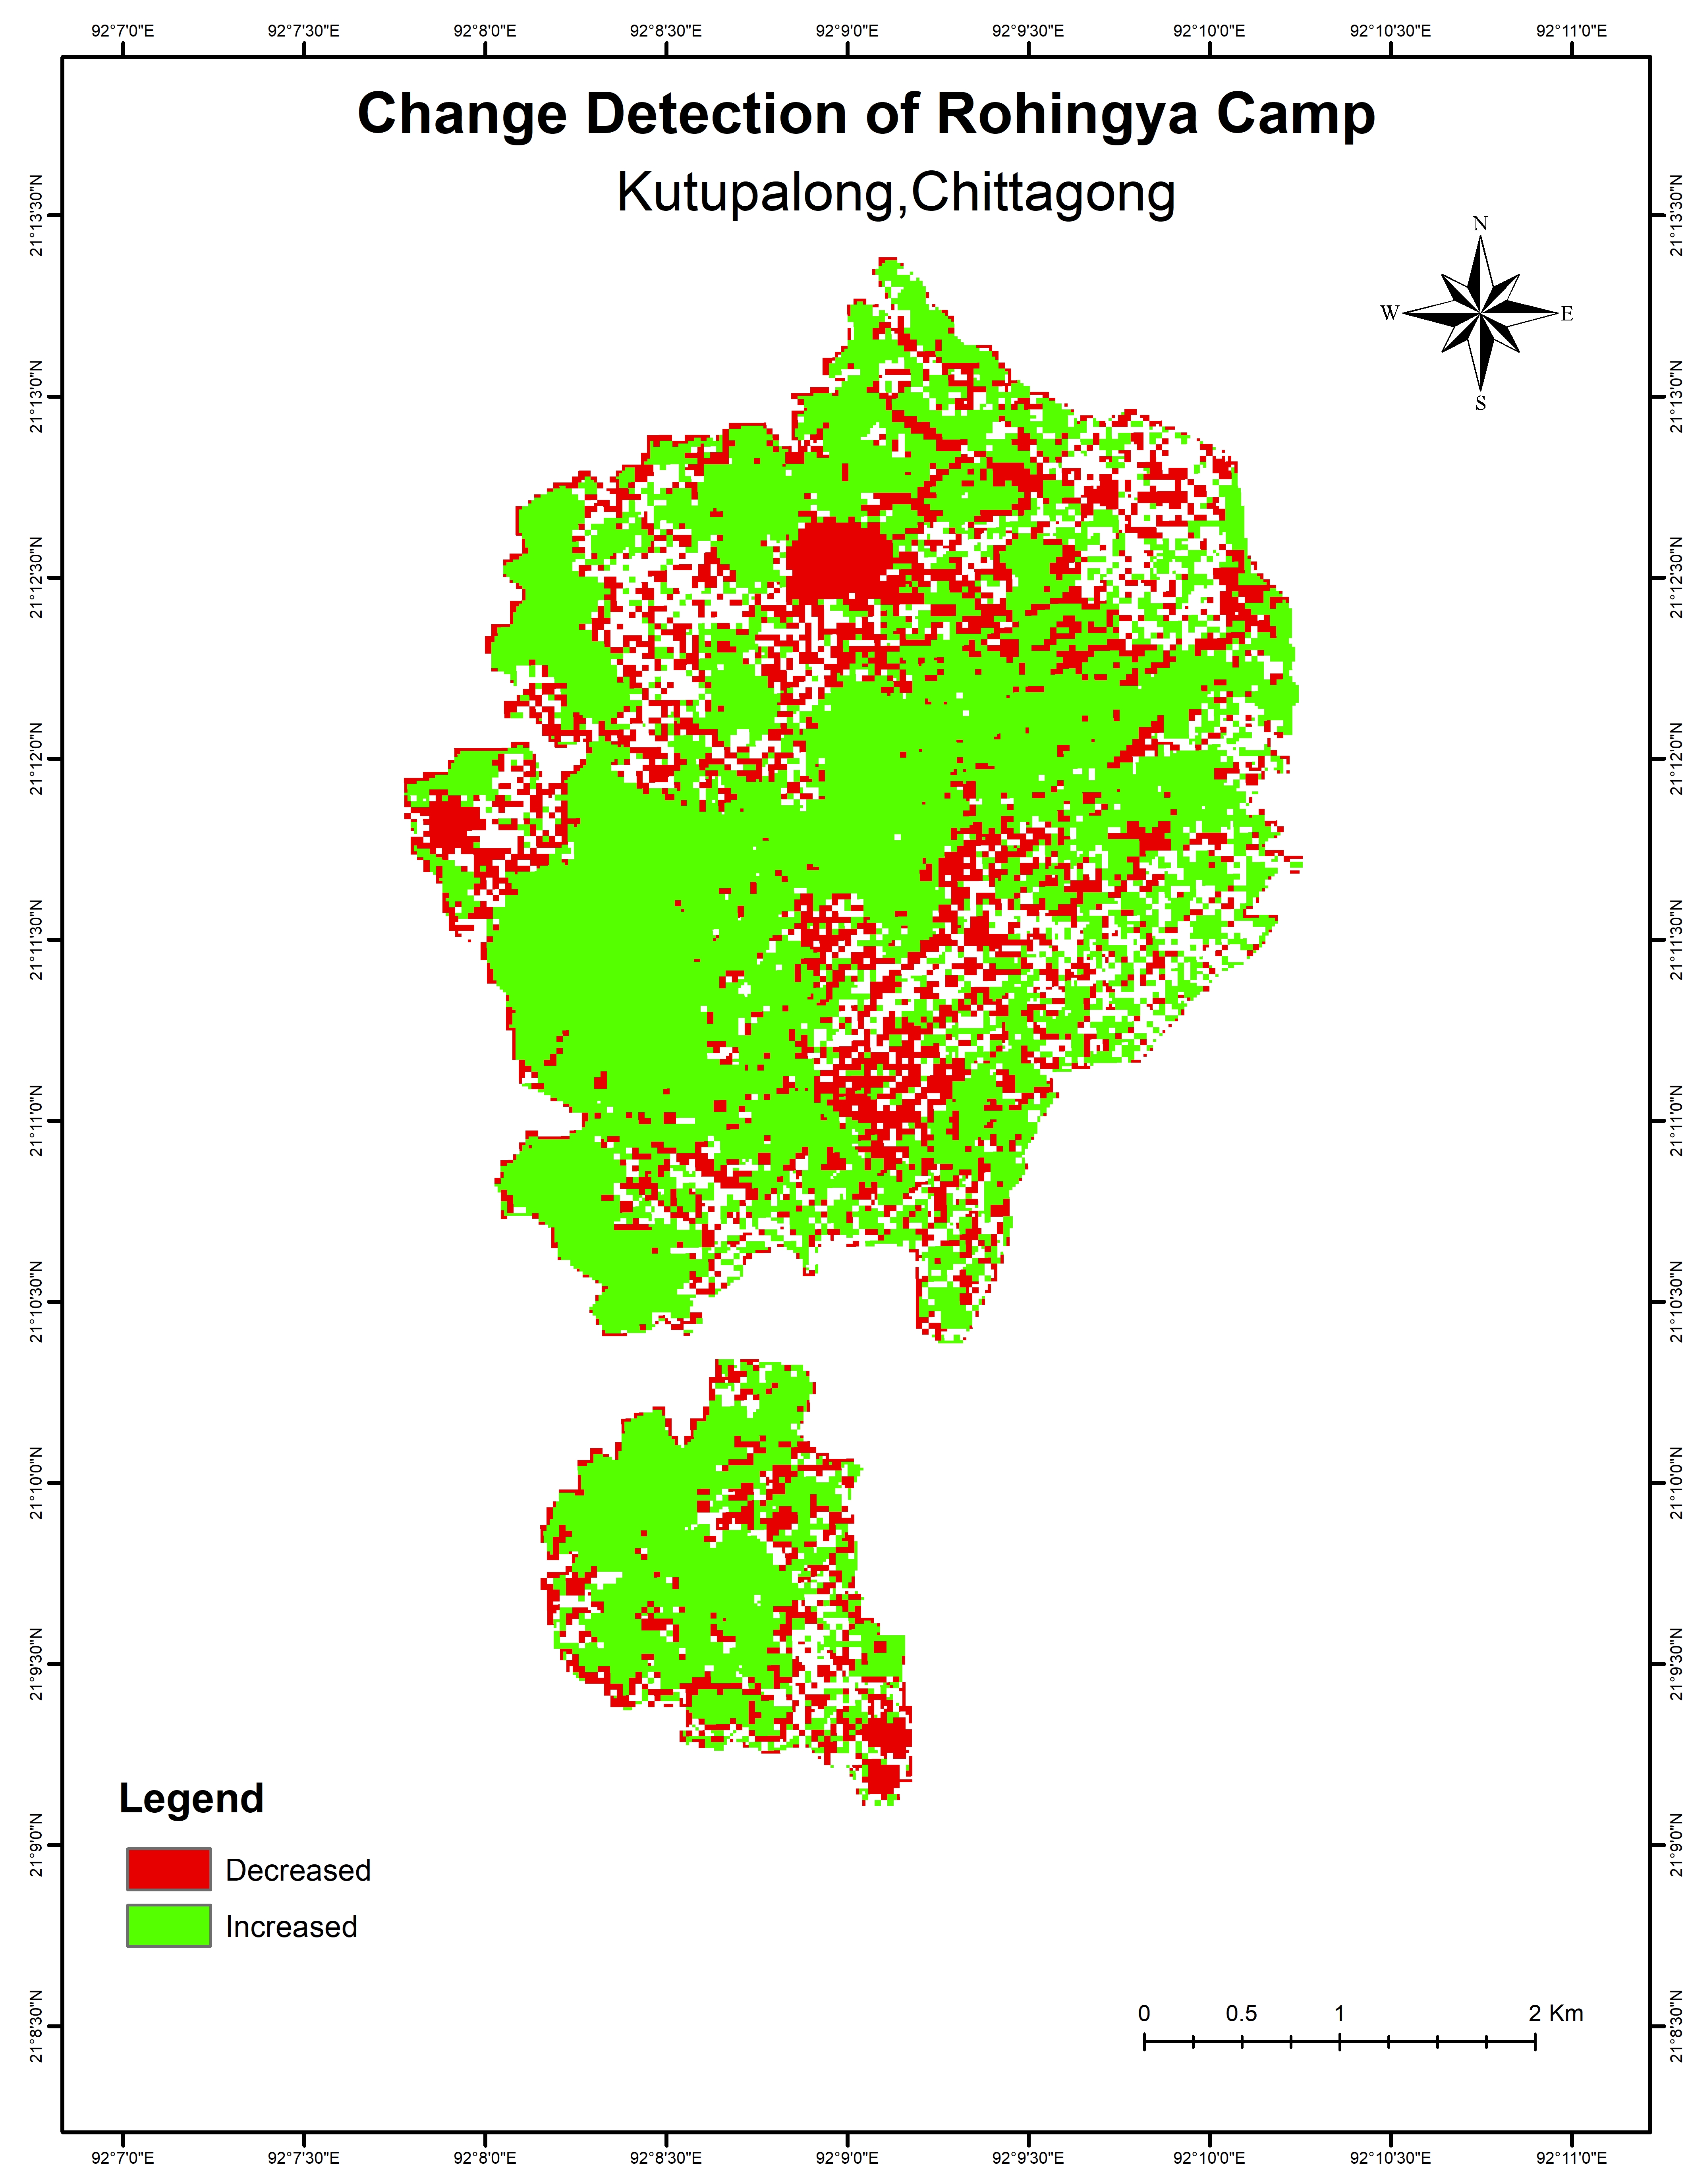 92°7'0"E 92°7'30"E 92°8'0"E 92°8'30"E 92°9'0"E 92°9'30"E 92°10'0"E 92°10'30"E 92°11'0"E
Change Detection of Rohingya Camp
Kutupalong,Chittagong
N
W E
S
21°13'30"N 21°13'30"N
21°13'0"N 21°13'0"N
21°12'30"N 21°12'30"N
21°12'0"N 21°12'0"N
21°11'30"N 21°11'30"N
21°11'0"N 21°11'0"N
21°10'30"N 21°10'30"N
21°10'0"N 21°10'0"N
21°9'30"N 21°9'30"N
21°9'0"N 21°9'0"N
21°8'30"N 21°8'30"N
Legend
Decreased
Increased
0 0.5 1 2 Km
92°7'0"E 92°7'30"E 92°8'0"E 92°8'30"E 92°9'0"E 92°9'30"E 92°10'0"E 92°10'30"E 92°11'0"E